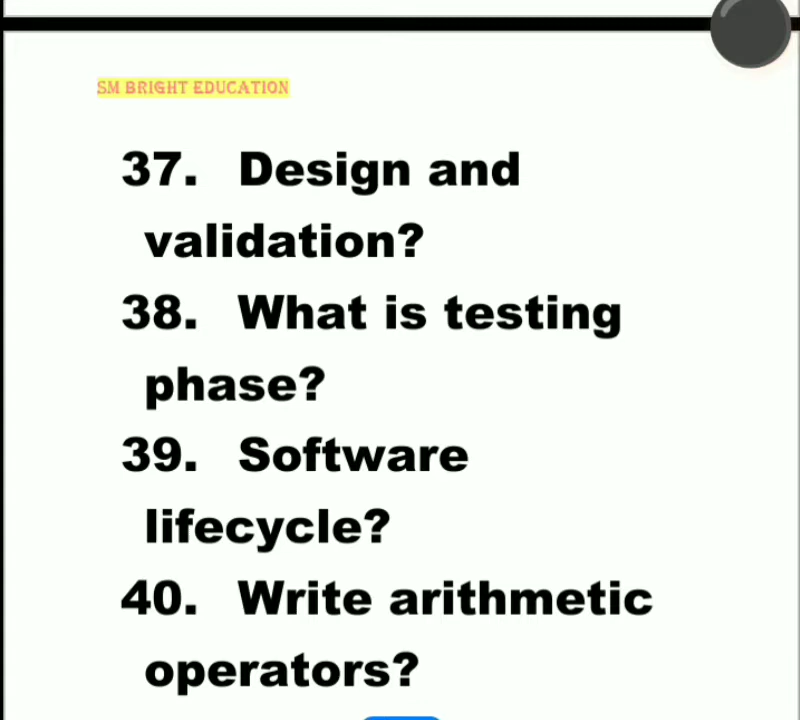 SM BRIGHT EDUCATION
37. Design and
validation?
38. What is testing
phase?
39. Software
lifecycle?
40. Write arithmetic
operators?